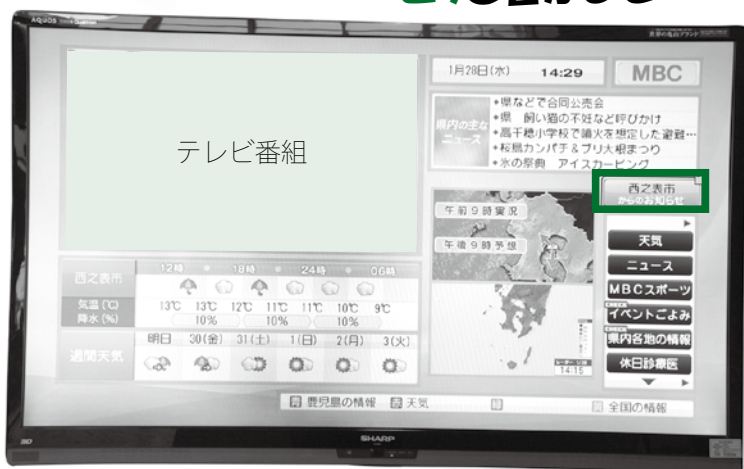 AQUOS
1月28日(水) 14:29
MBC
県内の主な
ニュース
•県などで合同公売会
•県 飼い猫の不妊など呼びかけ
•高千穂小学校で噴火を想定した避難…
•桜島カンパチ＆ブリ大根まつり
•氷の祭典 アイスカービング
テレビ番組
西之表市
からのお知らせ
午前9時実況
午後9時予想
天気
ニュース
MBCスポーツ
イベントごよみ
県内各地の情報
休日診療医
12時 18時 24時 06時
西之表市
気温(℃) 13℃ 13℃ 12℃ 11℃ 11℃ 10℃ 9℃
降水(%) 10% 10% 10%
明日 30(金) 31(土) 1(日) 2(月) 3(火)
週間天気
14:15
鹿児島の情報 天気 全国の情報
SHARP
3D